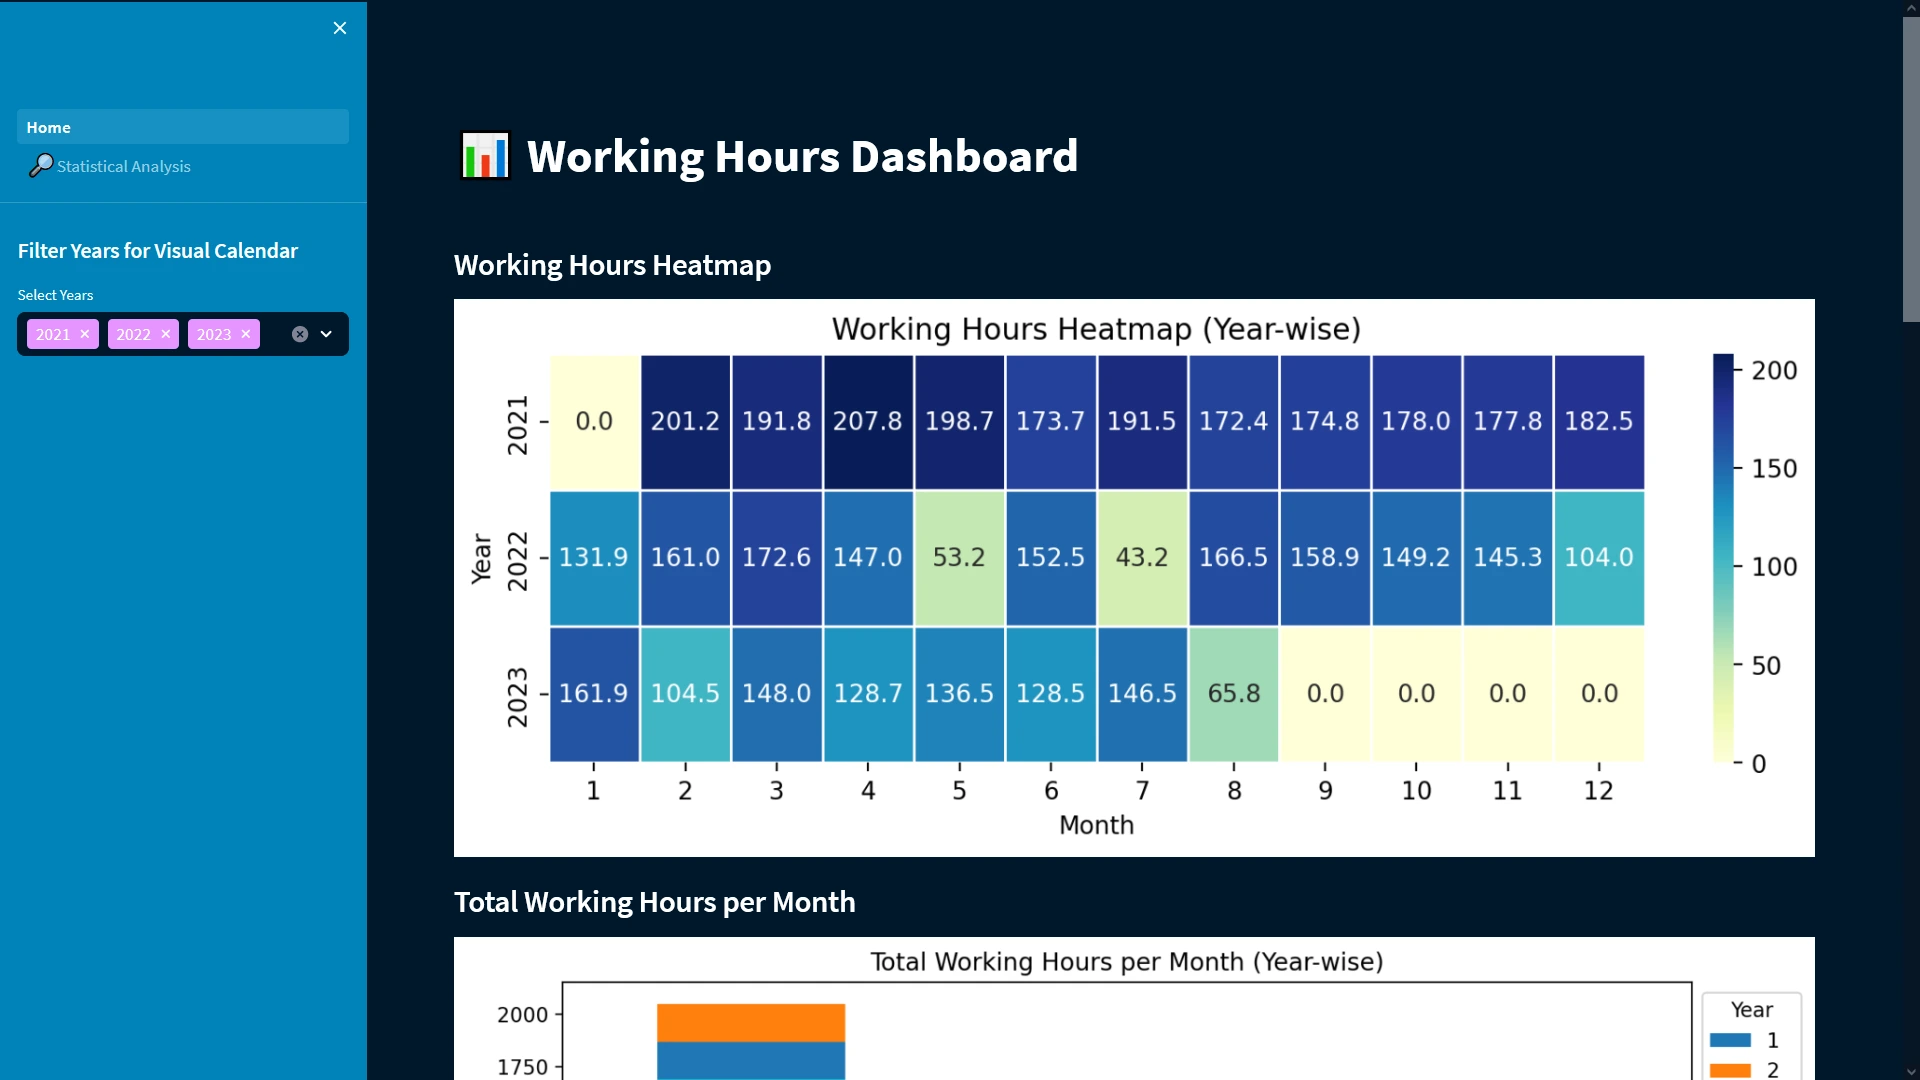 Home
Statistical Analysis
Filter Years for Visual Calendar
Select Years
2021 2022 2023
Working Hours Dashboard
Working Hours Heatmap
Working Hours Heatmap (Year-wise)
2021 0.0 201.2 191.8 207.8 198.7 173.7 191.5 172.4 174.8 178.0 177.8 182.5
2022 131.9 161.0 172.6 147.0 53.2 152.5 43.2 166.5 158.9 149.2 145.3 104.0
2023 161.9 104.5 148.0 128.7 136.5 128.5 146.5 65.8 0.0 0.0 0.0 0.0
Year
1 2 3 4 5 6 7 8 9 10 11 12
Month
200
150
100
50
0
Total Working Hours per Month
Total Working Hours per Month (Year-wise)
2000
1750
Year
1
2